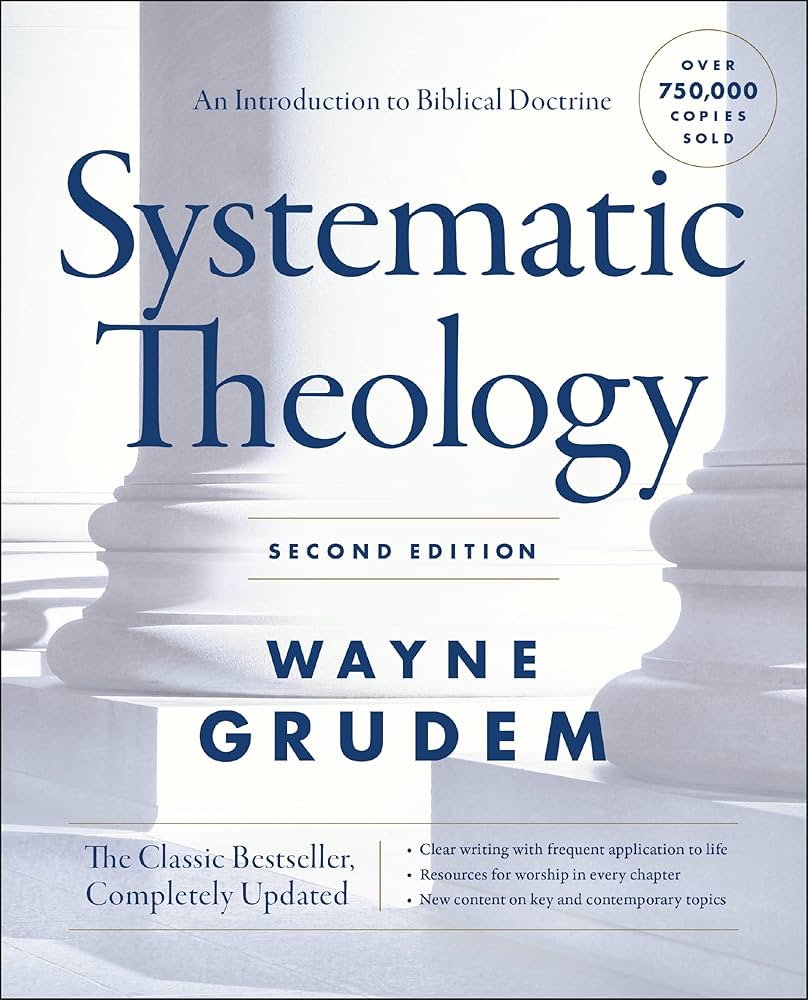 An Introduction to Biblical Doctrine
OVER
750,000
COPIES
SOLD
Systematic
Theology
SECOND EDITION
WAYNE
GRUDEM
The Classic Bestseller,
Completely Updated
• Clear writing with frequent application to life
• Resources for worship in every chapter
• New content on key and contemporary topics